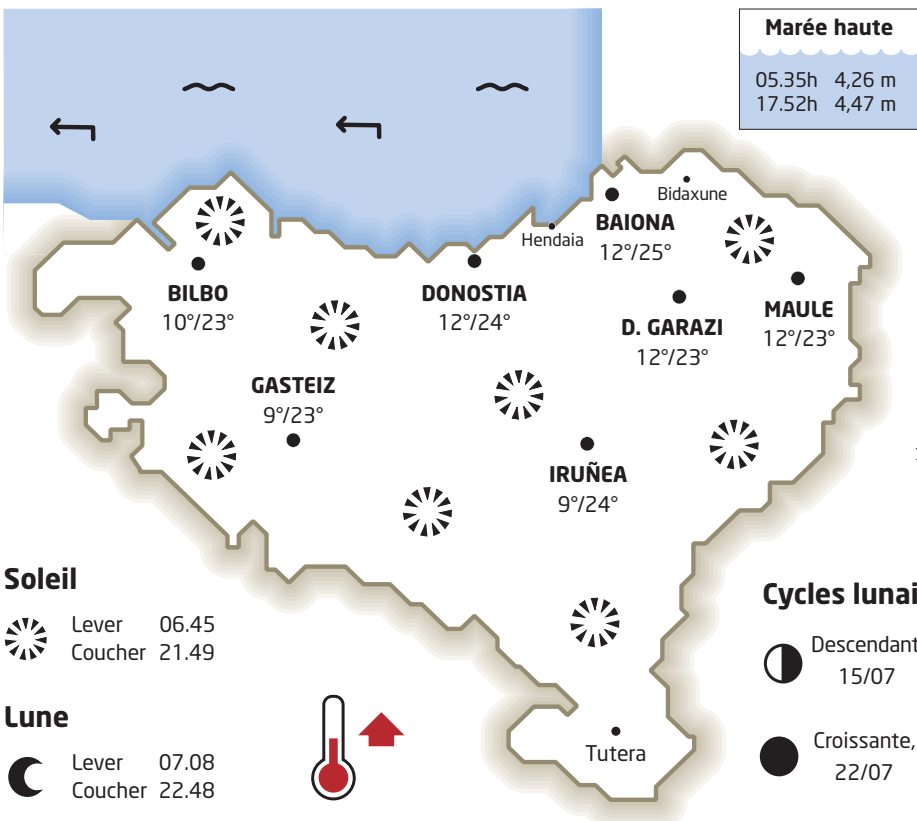 Marée haute
05.35h 4,26 m
17.52h 4,47 m
Bidaxune
BAIONA
12°/25°
Hendaia
BILBO
10°/23°
DONOSTIA
12°/24°
D. GARAZI
12°/23°
MAULE
12°/23°
GASTEIZ
9°/23°
IRUÑEA
9°/24°
Tutera
Soleil
Lever 06.45
Coucher 21.49
Lune
Lever 07.08
Coucher 22.48
Cycles lunai
Descendant
15/07
Croissante,
22/07